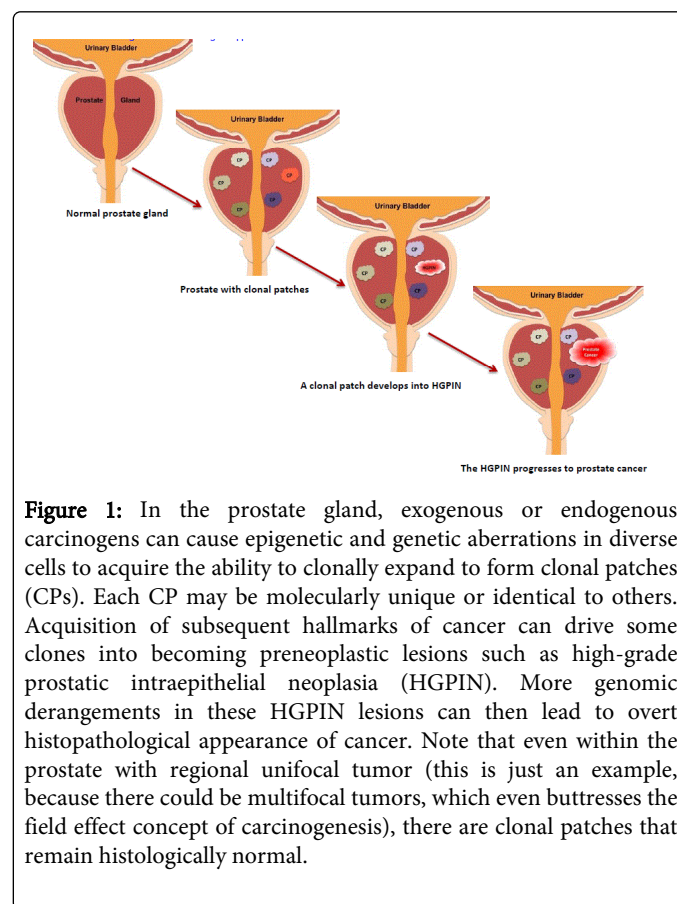 Urinary Bladder
Prostate Gland
Normal prostate gland
Urinary Bladder
CP CP
CP CP
CP CP
Prostate with clonal patches
Urinary Bladder
CP CP
CP HGPIN
CP CP
A clonal patch develops into HGPIN
Urinary Bladder
CP CP
Prostate
Cancer
CP
CP CP
The HGPIN progresses to prostate cancer
Figure 1: In the prostate gland, exogenous or endogenous
carcinogens can cause epigenetic and genetic aberrations in diverse
cells to acquire the ability to clonally expand to form clonal patches
(CPs). Each CP may be molecularly unique or identical to others.
Acquisition of subsequent hallmarks of cancer can drive some
clones into becoming preneoplastic lesions such as high-grade
prostatic intraepithelial neoplasia (HGPIN). More genomic
derangements in these HGPIN lesions can then lead to overt
histopathological appearance of cancer. Note that even within the
prostate with regional unifocal tumor (this is just an example,
because there could be multifocal tumors, which even buttresses the
field effect concept of carcinogenesis), there are clonal patches that
remain histologically normal.